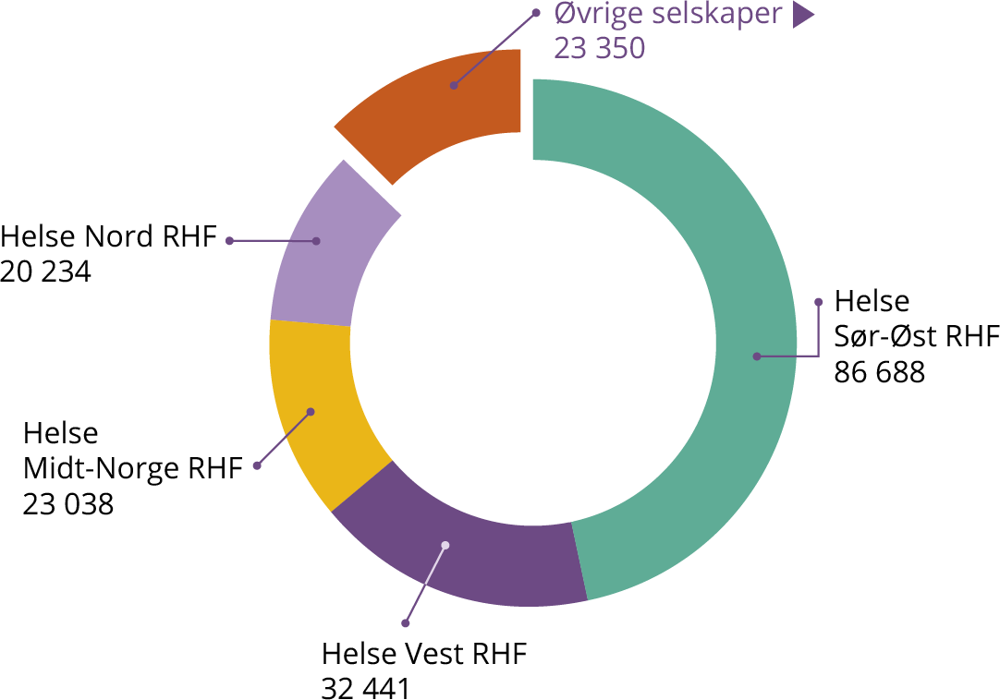 Øvrige selskaper
23 350
Helse Nord RHF
20 234
Helse
Sør-Øst RHF
86 688
Helse
Midt-Norge RHF
23 038
Helse Vest RHF
32 441